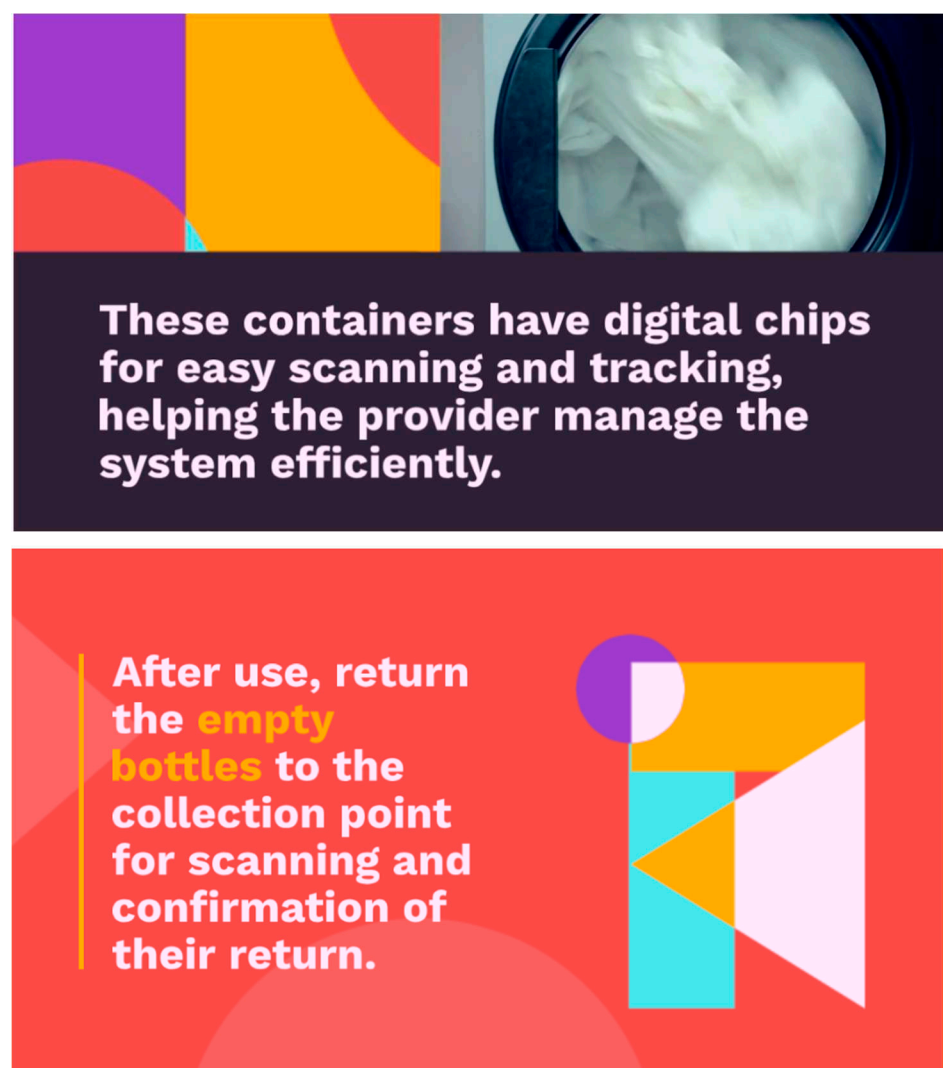 These containers have digital chips
for easy scanning and tracking,
helping the provider manage the
system efficiently.
After use, return
the empty
bottles to the
collection point
for scanning and
confirmation of
their return.